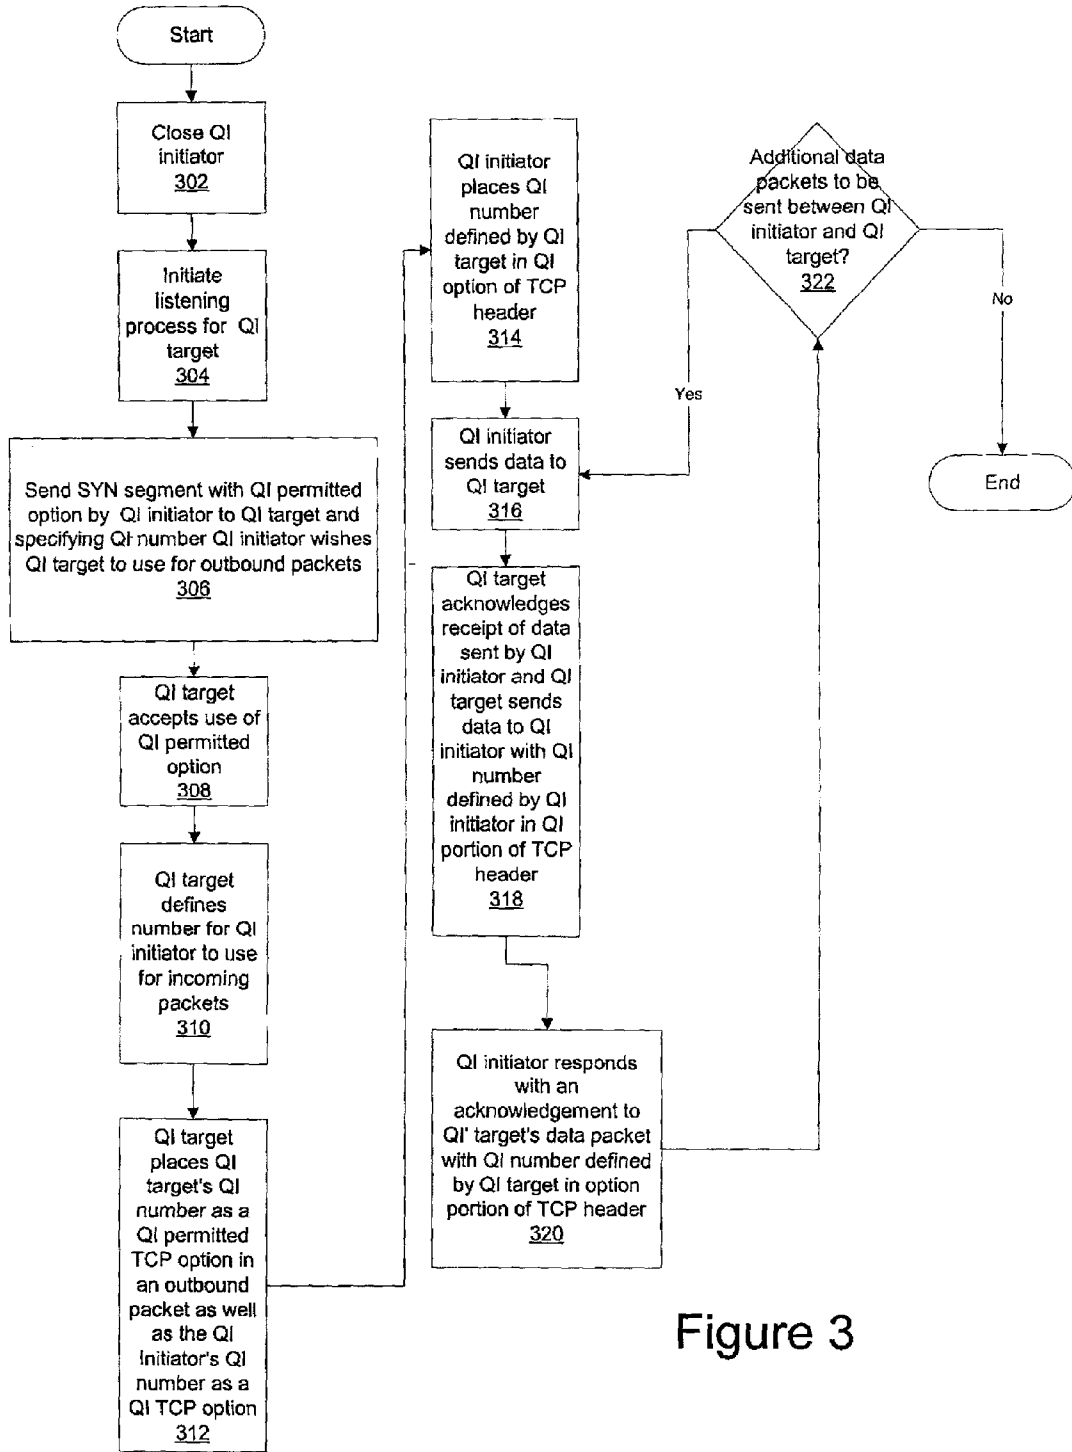 Start
Close QI
initiator
302
Initiate
listening
process for QI
target
304
Send SYN segment with QI permitted
option by QI initiator to QI target and
specifying QI number QI initiator wishes
QI target to use for outbound packets
306
QI target
accepts use of
QI permitted
option
308
QI target
defines
number for QI
initiator to use
for incoming
packets
310
QI target
places QI
target's QI
number as a
QI permitted
TCP option in
an outbound
packet as well
as the QI
Initiator's QI
number as a
QI TCP option
312
QI initiator
places QI
number
defined by QI
target in QI
option of TCP
header
314
QI initiator
sends data to
QI target
316
QI target
acknowledges
receipt of data
sent by QI
initiator and QI
target sends
data to QI
initiator with QI
number
defined by QI
initiator in QI
portion of TCP
header
318
QI initiator responds
with an
acknowledgement to
QI' target's data packet
with QI number defined
by QI target in option
portion of TCP header
320
Additional data
packets to be
sent between QI
initiator and QI
target?
322
Yes
No
End
Figure 3